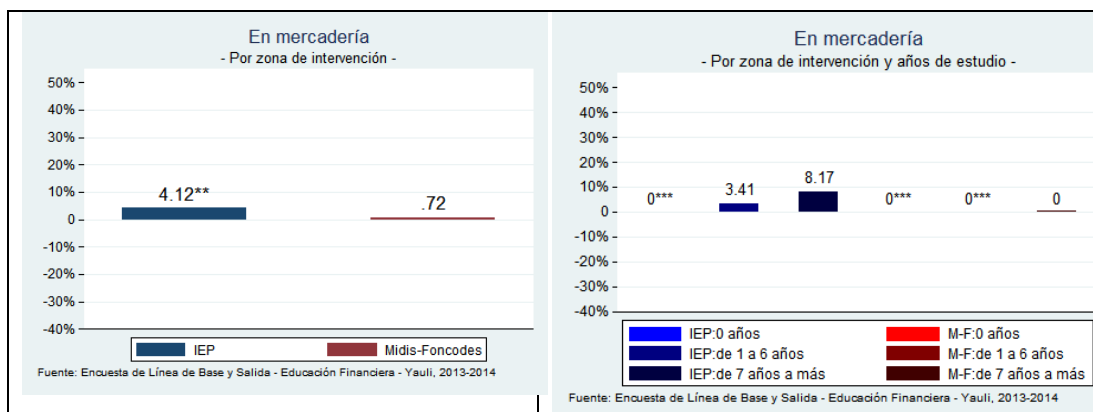 En mercadería
- Por zona de intervención -
50%
40%
30%
20%
10%
0
-10%
-20%
-30%
-40%
4.12**
.72
IEP
Midis-Foncodes
Fuente: Encuesta de Línea de Base y Salida - Educación Financiera - Yauli, 2013-2014
En mercadería
- Por zona de intervención y años de estudio -
50%
40%
30%
20%
10%
0
-10%
-20%
-30%
-40%
0***
3.41
8.17
0***
0***
0
IEP:0 años
M-F:0 años
IEP:de 1 a 6 años
M-F:de 1 a 6 años
IEP:de 7 años a más
M-F:de 7 años a más
Fuente: Encuesta de Línea de Base y Salida - Educación Financiera - Yauli, 2013-2014